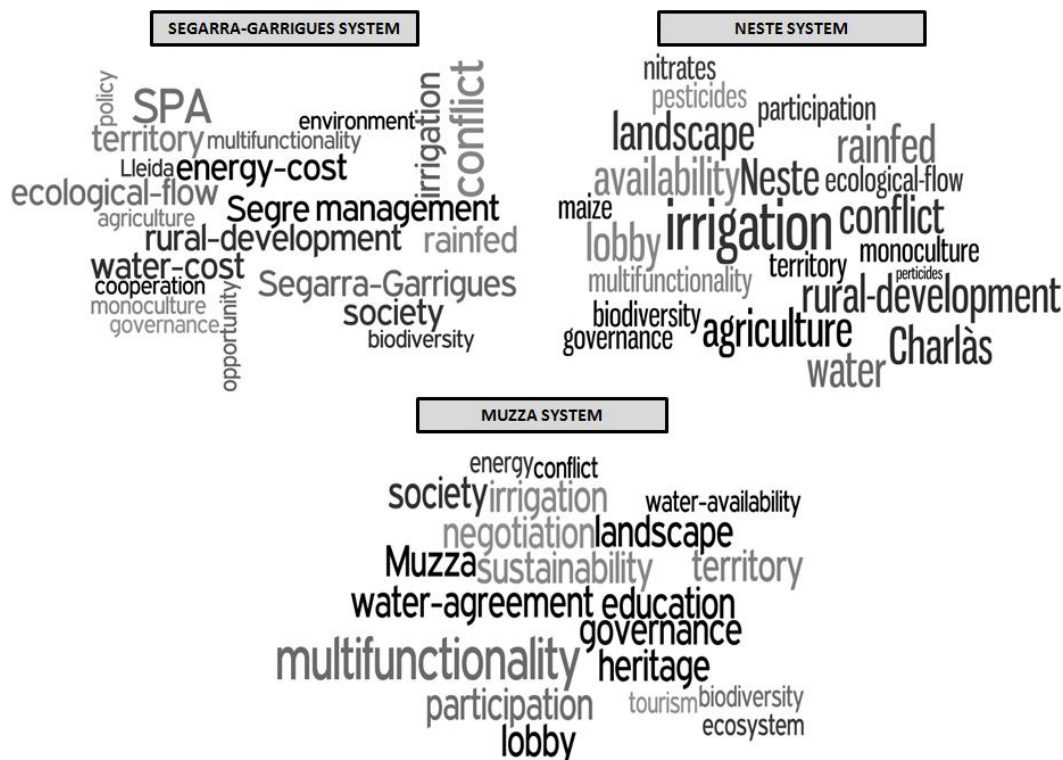 SEGARRA-GARRIGUES SYSTEM
policy
SPA
territory
multifunctionality
environment
irrigation
conflict
Lleida
energy-cost
ecological-flow
agriculture
Segre
management
rural-development
rainfed
water-cost
cooperation
Segarra-Garrigues
monoculture
governance
opportunity
society
biodiversity
NESTE SYSTEM
nitrates
pesticides
participation
landscape
rainfed
availability
Neste
ecological-flow
maize
irrigation
conflict
lobby
monoculture
territory
perticides
multifunctionality
rural-development
biodiversity
governance
agriculture
Charlàs
water
MUZZA SYSTEM
energy
conflict
society
irrigation
water-availability
negotiation
landscape
Muzza
sustainability
territory
water-agreement
education
governance
multifunctionality
heritage
participation
tourism
biodiversity
ecosystem
lobby